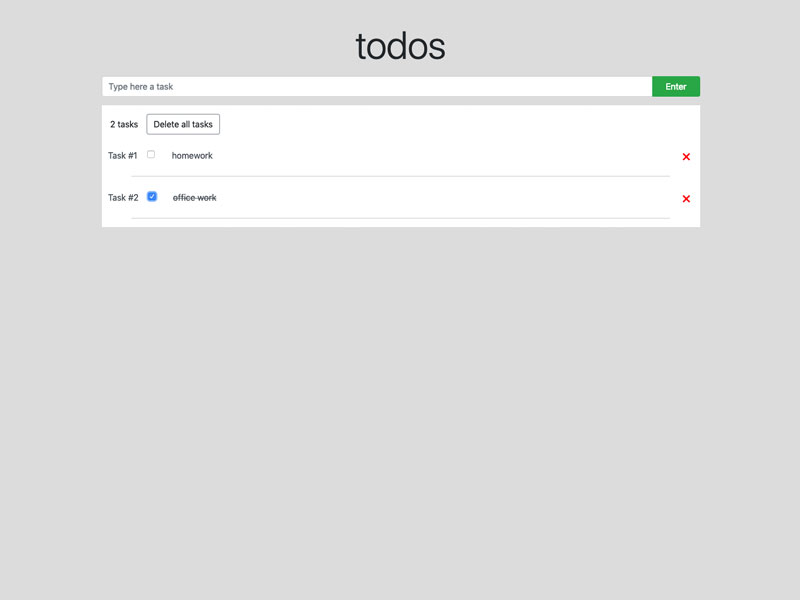 todos
Type here a task Enter
2 tasks Delete all tasks
Task #1 homework
Task #2 office work